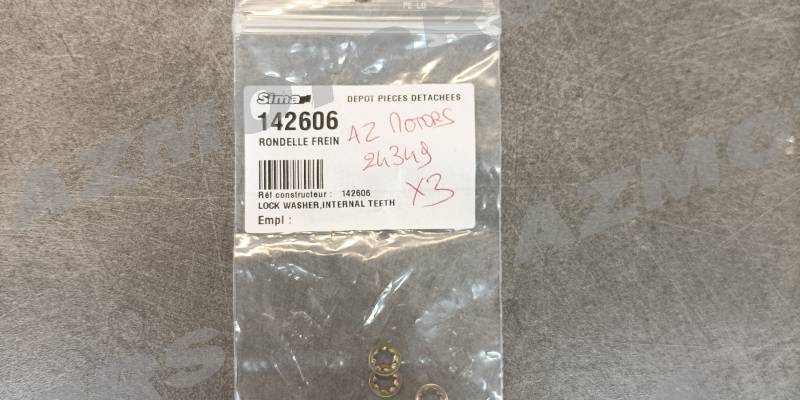 PE-LD
Sima
DEPOT PIECES DETACHEES
142606
RONDELLE FREIN
AZ MOTORS
24349
X3
Réf constructeur : 142606
LOCK WASHER,INTERNAL TEETH
Empl :